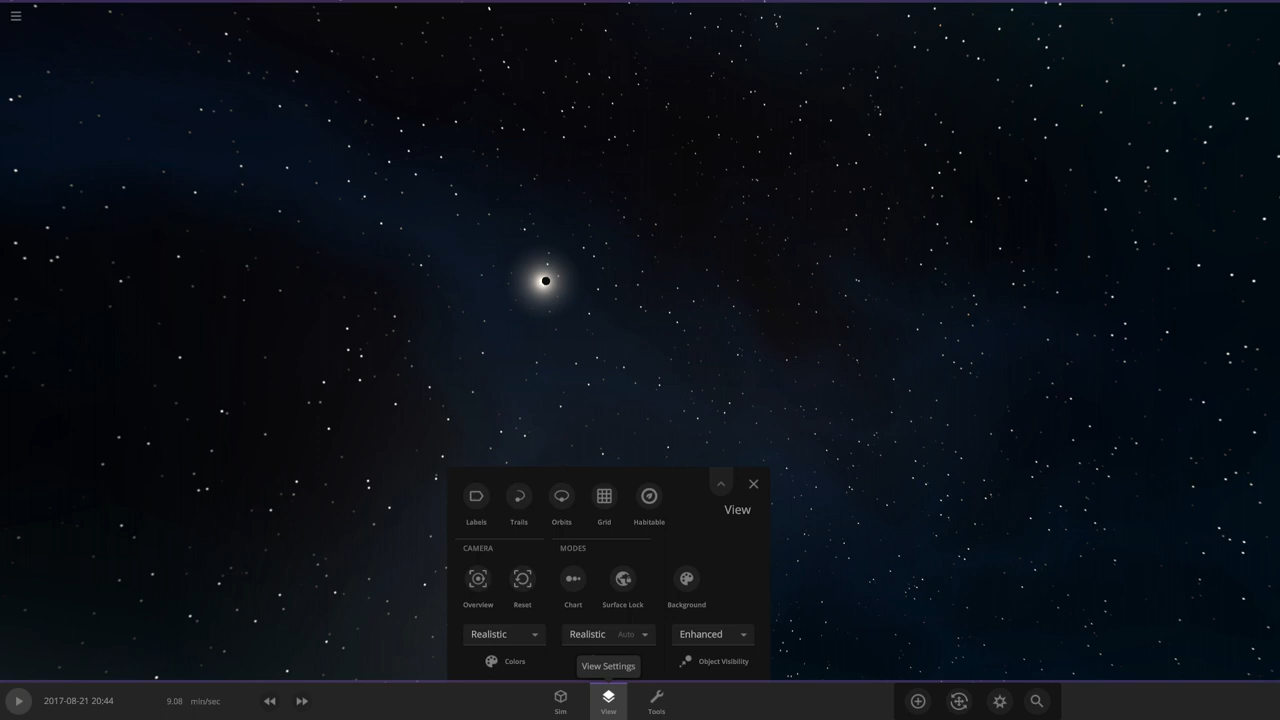 Labels Trails Orbits Grid Habitable
View
CAMERA MODES
Overview Reset Chart Surface Lock Background
Realistic Realistic Auto Enhanced
Colors View Settings Object Visibility
2017-08-21 20:44 9.08 min/sec Sim View Tools